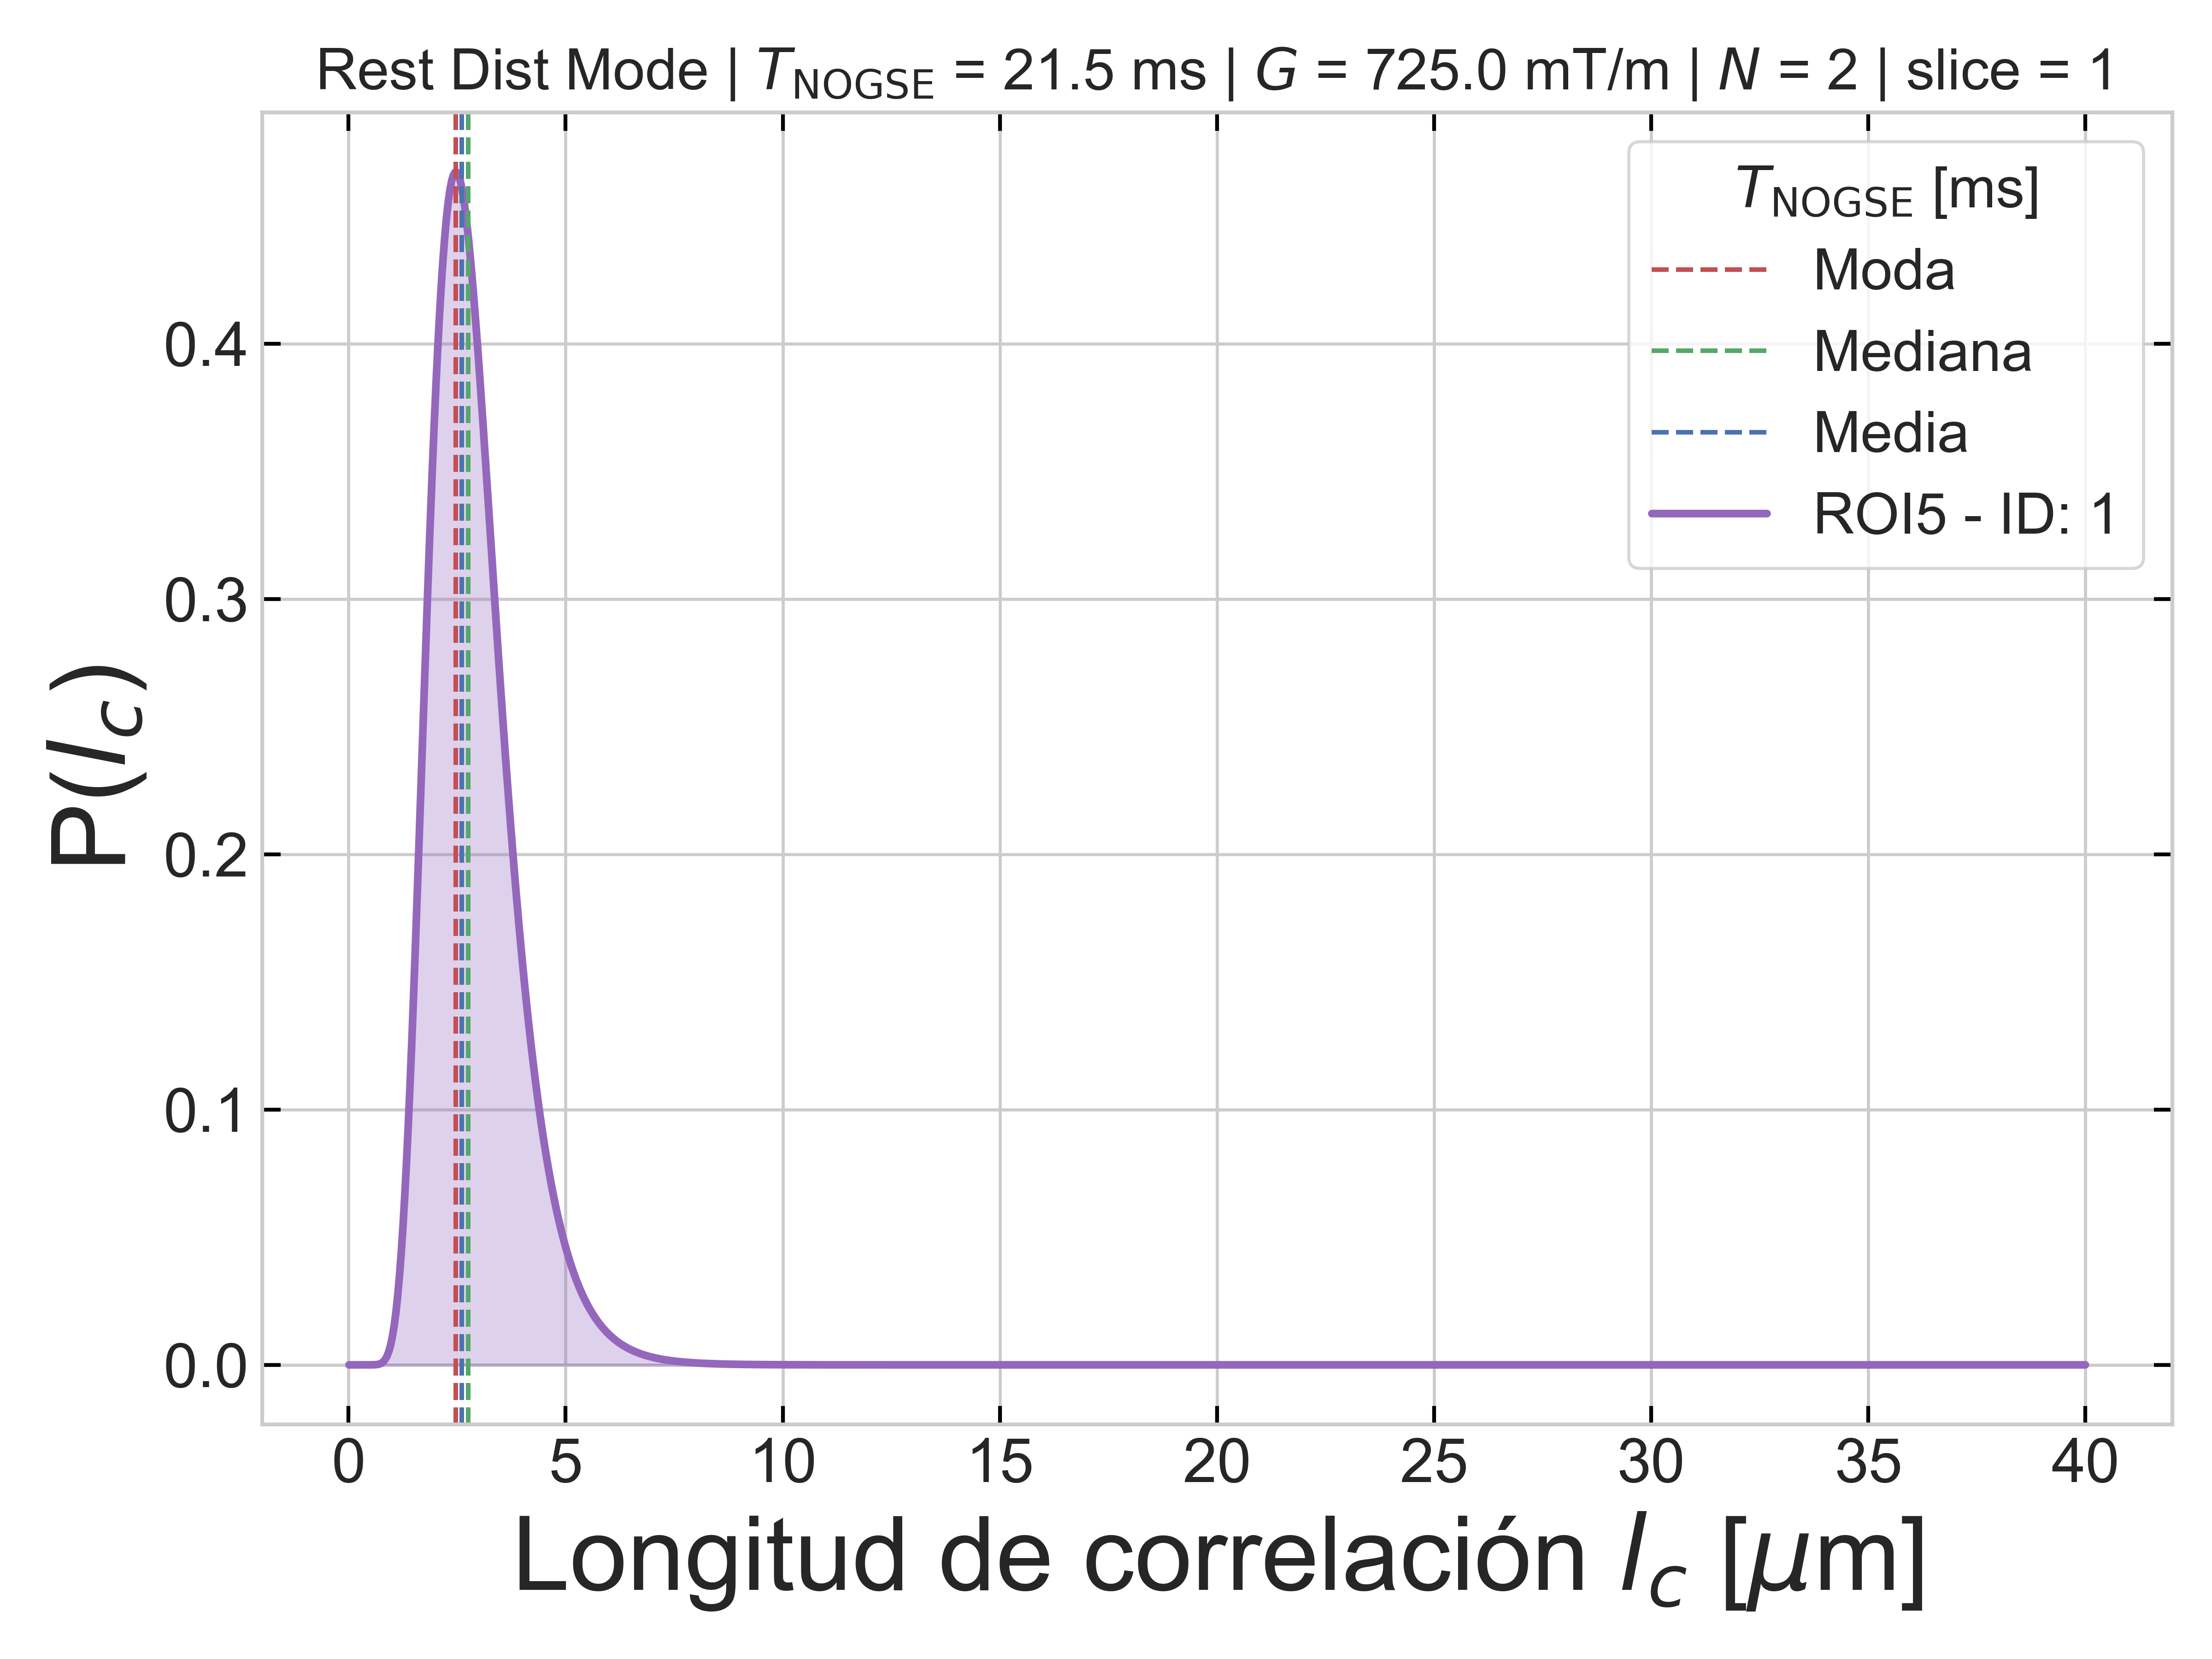 Rest Dist Mode | T_NOGSE = 21.5 ms | G = 725.0 mT/m | N = 2 | slice = 1
T_NOGSE [ms]
Moda
Mediana
Media
ROI5 - ID: 1
P(l_c)
0.4
0.3
0.2
0.1
0.0
0 5 10 15 20 25 30 35 40
Longitud de correlación l_c [μm]